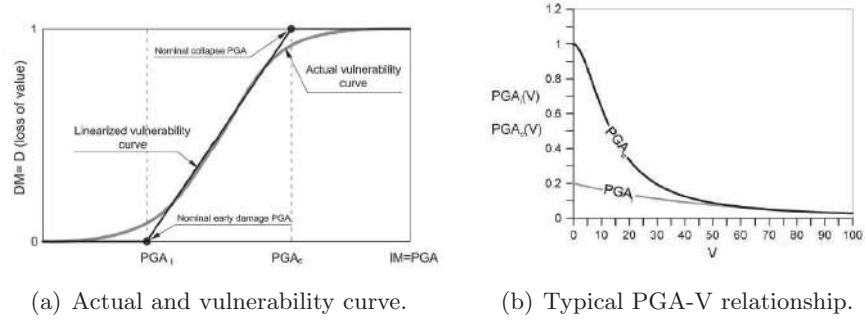 1
Nominal collapse PGA
Actual vulnerability
curve
DM= D (loss of value)
Linearized vulnerability
curve
Nominal early damage PGA
0
PGA i
PGAc
IM=PGA
1.2
1
PGAi(V)
0.8
PGAc(V)
0.6
PGAc
0.4
0.2
PGAi
0
0 10 20 30 40 50 60 70 80 90 100
V
(a) Actual and vulnerability curve.
(b) Typical PGA-V relationship.